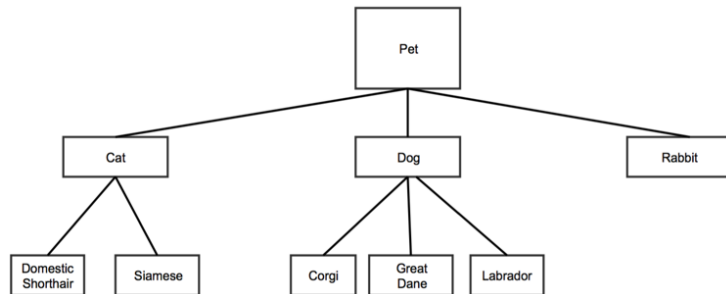 Pet
Cat
Dog
Rabbit
Domestic
Shorthair
Siamese
Corgi
Great
Dane
Labrador